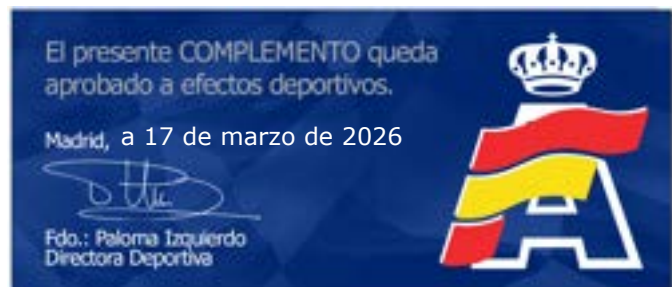 El presente COMPLEMENTO queda
aprobado a efectos deportivos.
Madrid, a 17 de marzo de 2026
Fdo.: Paloma Izquierdo
Directora Deportiva